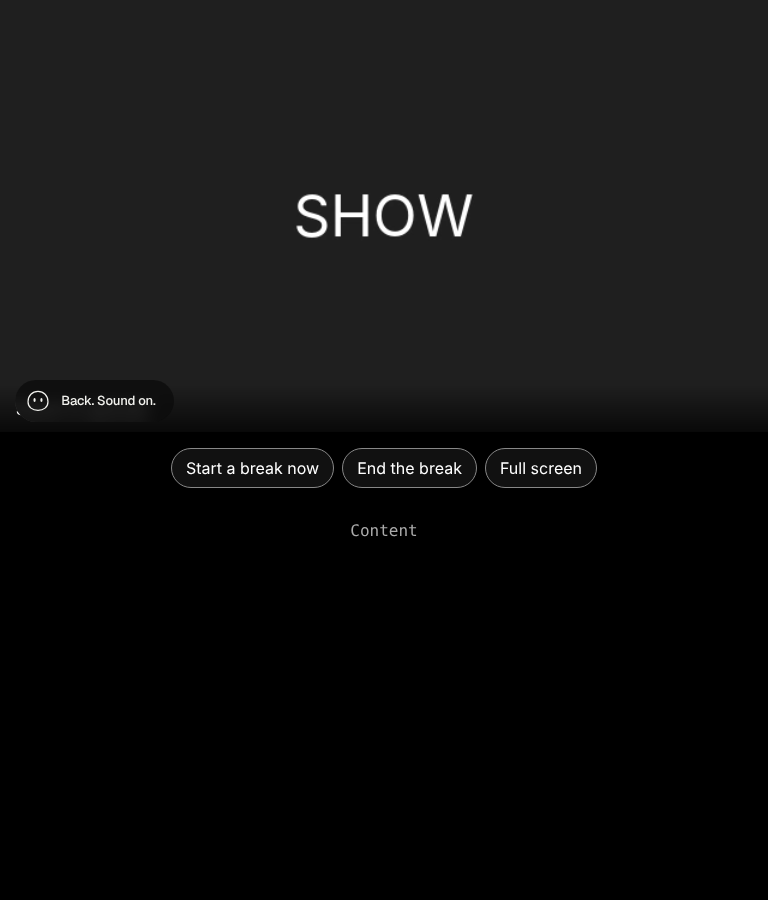 SHOW
Back. Sound on.
Start a break now
End the break
Full screen
Content